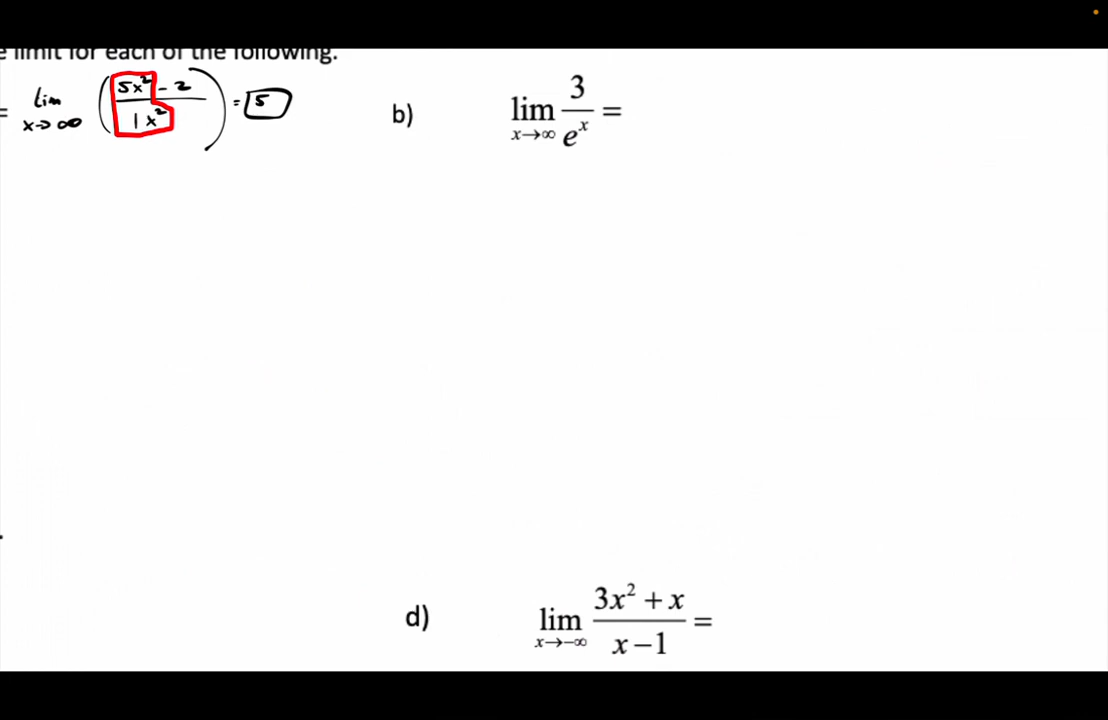 e limit for each of the following.
= lim x→∞ (5x² - 2 / 1x²) = 5
b) lim x→∞ 3/eˣ =
d) lim x→-∞ 3x² + x / x - 1 =